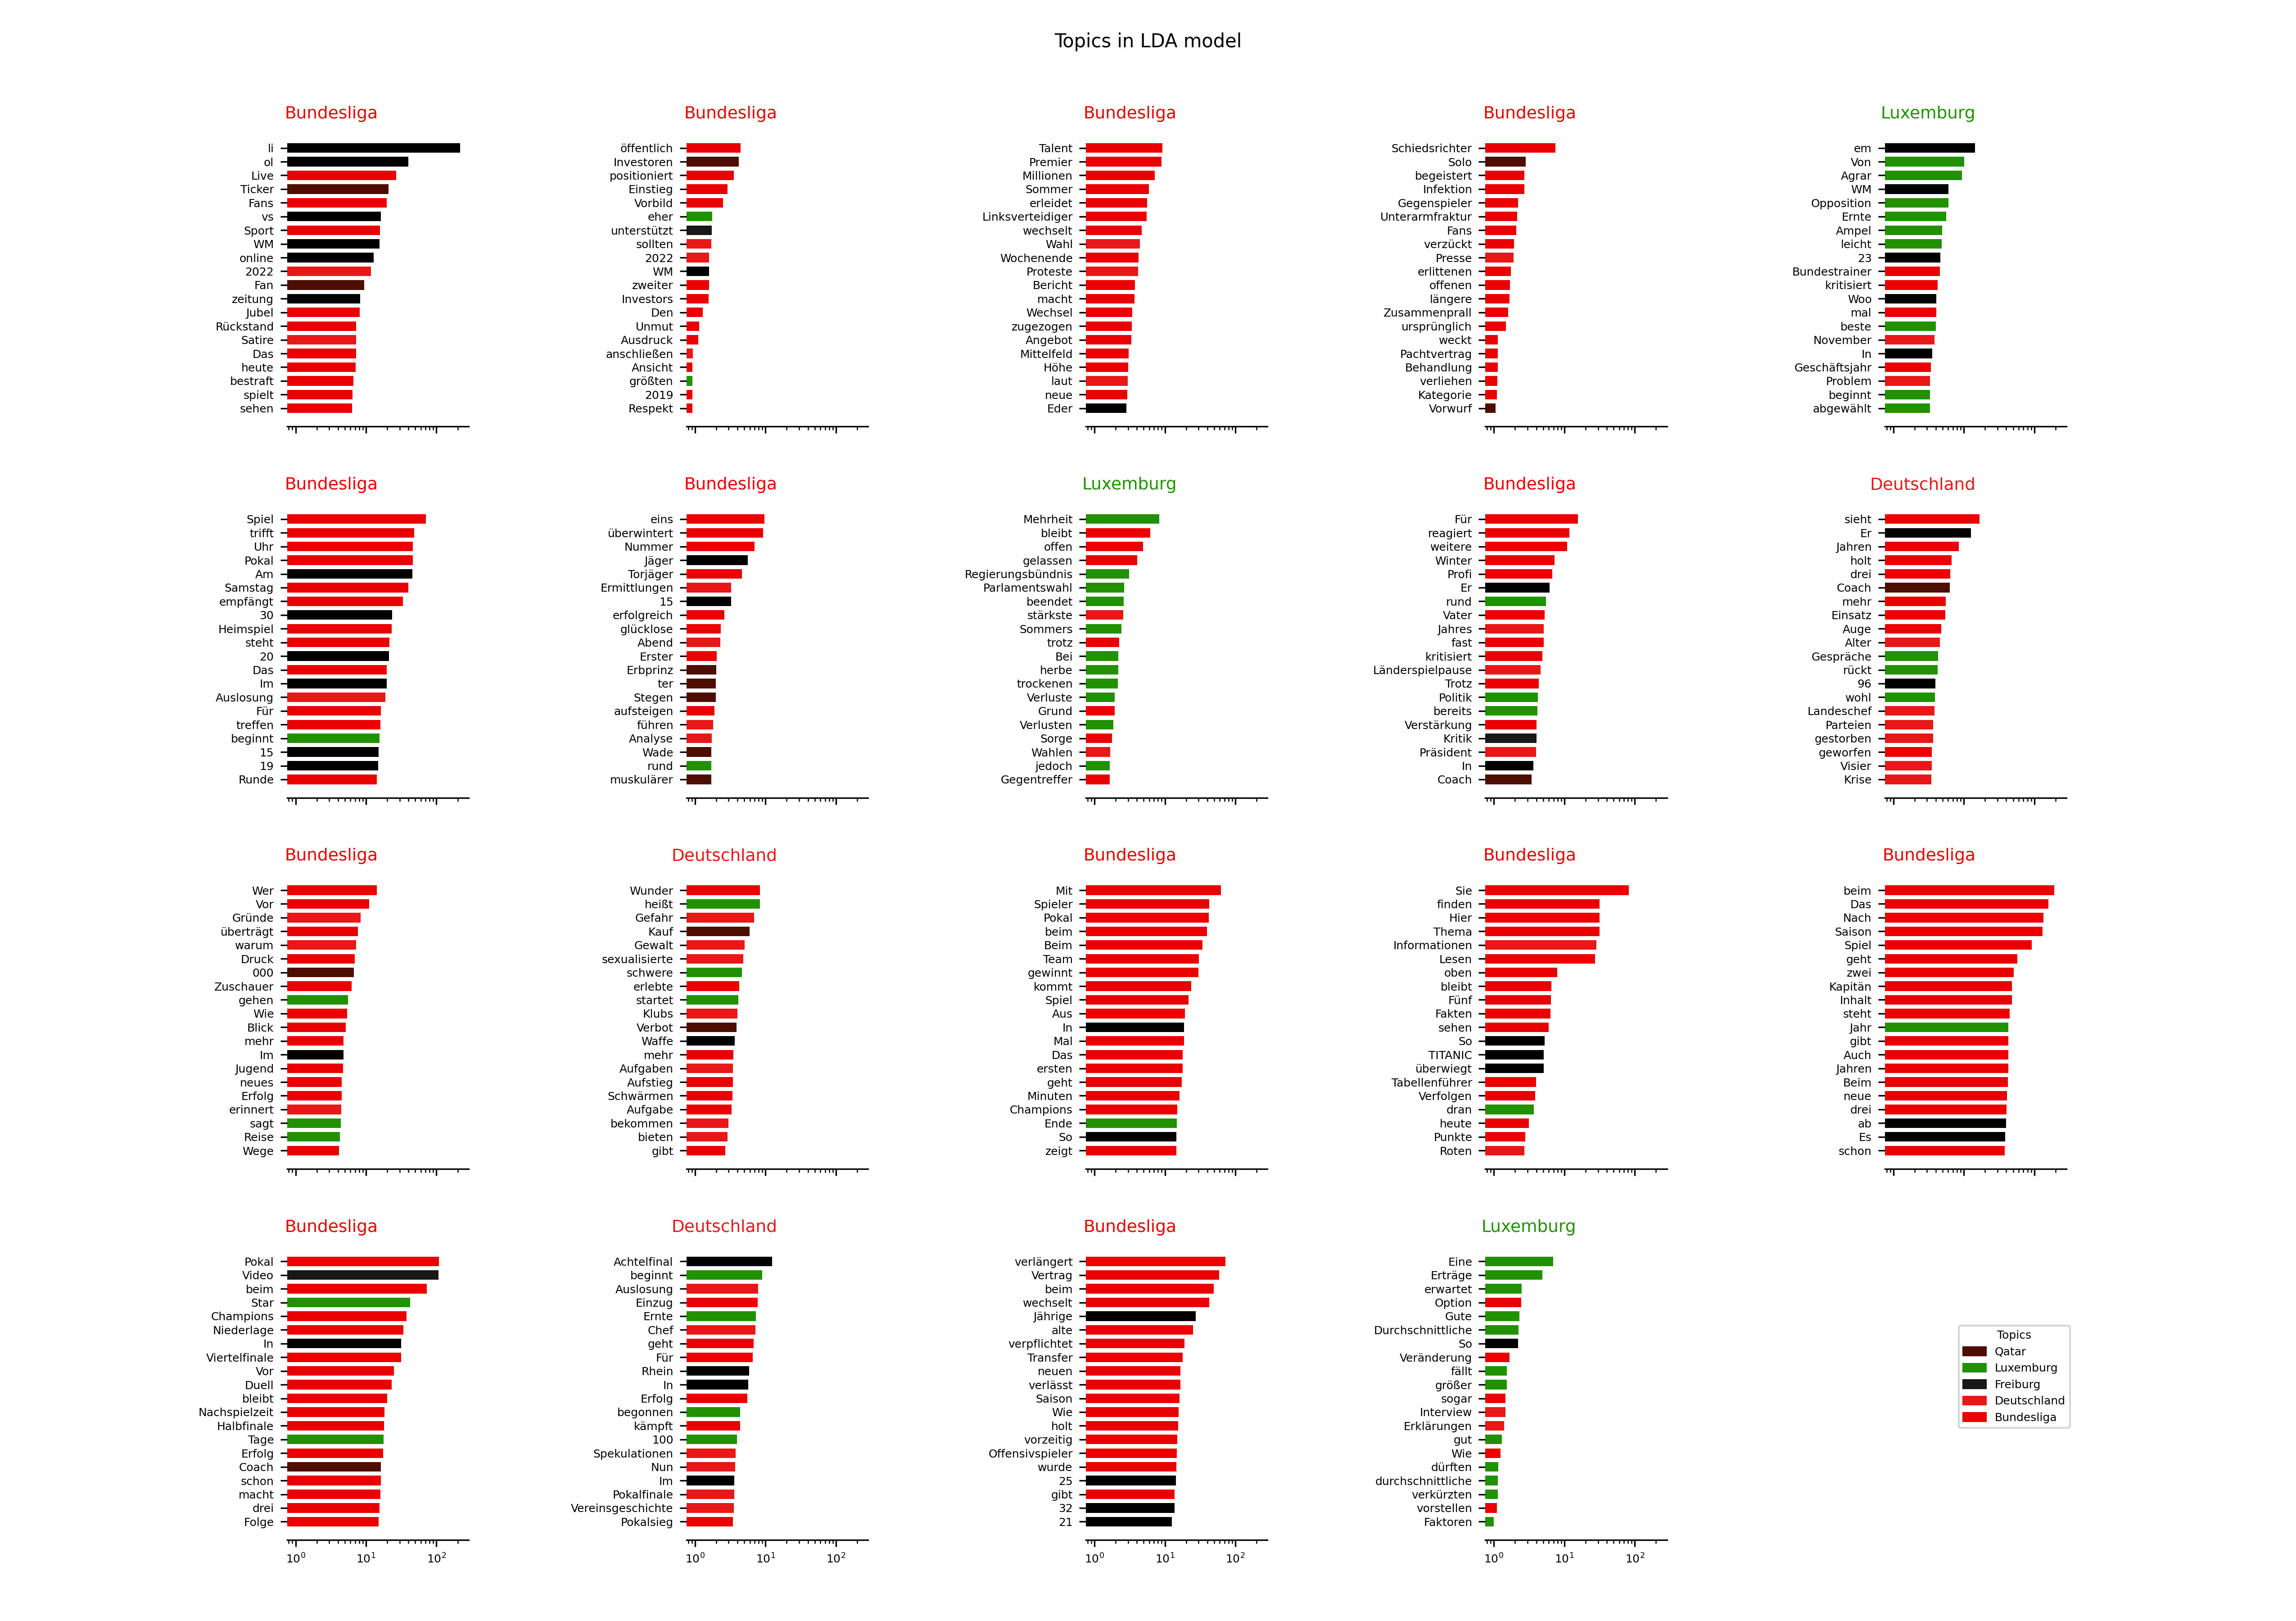 Topics in LDA model
Bundesliga
li
ol
Live
Ticker
Fans
vs
Sport
WM
online
2022
Fan
zeitung
Jubel
Rückstand
Satire
Das
heute
bestraft
spielt
sehen
Bundesliga
öffentlich
Investoren
positioniert
Einstieg
Vorbild
eher
unterstützt
sollten
2022
WM
zweiter
Investors
Den
Unmut
Ausdruck
anschließen
Ansicht
größten
2019
Respekt
Bundesliga
Talent
Premier
Millionen
Sommer
erleidet
Linksverteidiger
wechselt
Wahl
Wochenende
Proteste
Bericht
macht
Wechsel
zugezogen
Angebot
Mittelfeld
Höhe
laut
neue
Eder
Bundesliga
Schiedsrichter
Solo
begeistert
Infektion
Gegenspieler
Unterarmfraktur
Fans
verzückt
Presse
erlittenen
offenen
längere
Zusammenprall
ursprünglich
weckt
Pachtvertrag
Behandlung
verliehen
Kategorie
Vorwurf
Luxemburg
em
Von
Agrar
WM
Opposition
Ernte
Ampel
leicht
23
Bundestrainer
kritisiert
Woo
mal
beste
November
In
Geschäftsjahr
Problem
beginnt
abgewählt
Bundesliga
Spiel
trifft
Uhr
Pokal
Am
Samstag
empfängt
30
Heimspiel
steht
20
Das
Im
Auslosung
Für
treffen
beginnt
15
19
Runde
Bundesliga
eins
überwintert
Nummer
Jäger
Torjäger
Ermittlungen
15
erfolgreich
glücklose
Abend
Erster
Erbprinz
ter
Stegen
aufsteigen
führen
Analyse
Wade
rund
muskulärer
Luxemburg
Mehrheit
bleibt
offen
gelassen
Regierungsbündnis
Parlamentswahl
beendet
stärkste
Sommers
trotz
Bei
herbe
trockenen
Verluste
Grund
Verlusten
Sorge
Wahlen
jedoch
Gegentreffer
Bundesliga
Für
reagiert
weitere
Winter
Profi
Er
rund
Vater
Jahres
fast
kritisiert
Länderspielpause
Trotz
Politik
bereits
Verstärkung
Kritik
Präsident
In
Coach
Deutschland
sieht
Er
Jahren
holt
drei
Coach
mehr
Einsatz
Auge
Alter
Gespräche
rückt
96
wohl
Landeschef
Parteien
gestorben
geworfen
Visier
Krise
Bundesliga
Wer
Vor
Gründe
überträgt
warum
Druck
000
Zuschauer
gehen
Wie
Blick
mehr
Im
Jugend
neues
Erfolg
erinnert
sagt
Reise
Wege
Deutschland
Wunder
heißt
Gefahr
Kauf
Gewalt
sexualisierte
schwere
erlebte
startet
Klubs
Verbot
Waffe
mehr
Aufgaben
Aufstieg
Schwärmen
Aufgabe
bekommen
bieten
gibt
Bundesliga
Mit
Spieler
Pokal
beim
Beim
Team
gewinnt
kommt
Spiel
Aus
In
Mal
Das
ersten
geht
Minuten
Champions
Ende
So
zeigt
Bundesliga
Sie
finden
Hier
Thema
Informationen
Lesen
oben
bleibt
Fünf
Fakten
sehen
So
TITANIC
überwiegt
Tabellenführer
Verfolgen
dran
heute
Punkte
Roten
Bundesliga
beim
Das
Nach
Saison
Spiel
geht
zwei
Kapitän
Inhalt
steht
Jahr
gibt
Auch
Jahren
Beim
neue
drei
ab
Es
schon
Bundesliga
Pokal
Video
beim
Star
Champions
Niederlage
In
Viertelfinale
Vor
Duell
bleibt
Nachspielzeit
Halbfinale
Tage
Erfolg
Coach
schon
macht
drei
Folge
10⁰ 10¹ 10²
Deutschland
Achtelfinal
beginnt
Auslosung
Einzug
Ernte
Chef
geht
Für
Rhein
In
Erfolg
begonnen
kämpft
100
Spekulationen
Nun
Im
Pokalfinale
Vereinsgeschichte
Pokalsieg
10⁰ 10¹ 10²
Bundesliga
verlängert
Vertrag
beim
wechselt
Jährige
alte
verpflichtet
Transfer
neuen
verlässt
Saison
Wie
holt
vorzeitig
Offensivspieler
wurde
25
gibt
32
21
10⁰ 10¹ 10²
Luxemburg
Eine
Erträge
erwartet
Option
Gute
Durchschnittliche
So
Veränderung
fällt
größer
sogar
Interview
Erklärungen
gut
Wie
dürften
durchschnittliche
verkürzten
vorstellen
Faktoren
10⁰ 10¹ 10²
Topics
Qatar
Luxemburg
Freiburg
Deutschland
Bundesliga